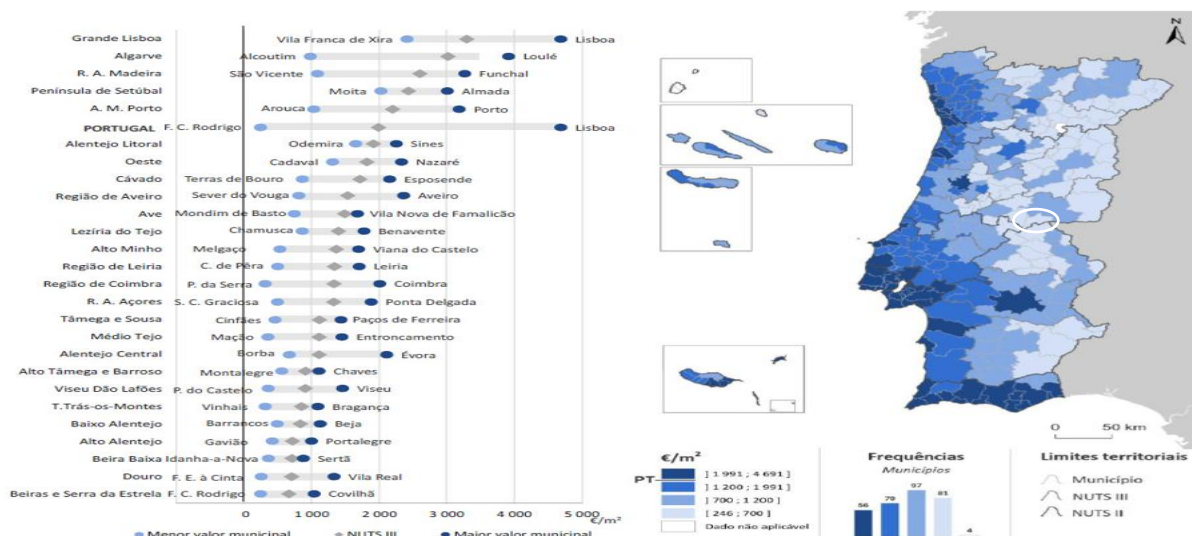 Grande Lisboa Vila Franca de Xira Lisboa
Algarve Alcoutim Loulé
R. A. Madeira São Vicente Funchal
Península de Setúbal Moita Almada
A. M. Porto Arouca Porto
PORTUGAL F. C. Rodrigo Lisboa
Alentejo Litoral Odemira Sines
Oeste Cadaval Nazaré
Cávado Terras de Bouro Esposende
Região de Aveiro Sever do Vouga Aveiro
Ave Mondim de Basto Vila Nova de Famalicão
Lezíria do Tejo Chamusca Benavente
Alto Minho Melgaço Viana do Castelo
Região de Leiria C. de Pêra Leiria
Região de Coimbra P. da Serra Coimbra
R. A. Açores S. C. Graciosa Ponta Delgada
Tâmega e Sousa Cinfães Paços de Ferreira
Médio Tejo Mação Entroncamento
Alentejo Central Borba Évora
Alto Tâmega e Barroso Montalegre Chaves
Viseu Dão Lafões P. do Castelo Viseu
T.Trás-os-Montes Vinhais Bragança
Baixo Alentejo Barrancos Beja
Alto Alentejo Gavião Portalegre
Beira Baixa Idanha-a-Nova Sertã
Douro F. E. à Cinta Vila Real
Beiras e Serra da Estrela F. C. Rodrigo Covilhã
0 1 000 2 000 3 000 4 000 5 000
€/m²
Menor valor municipal NUTS III Maior valor municipal
N
0 50 km
€/m²
PT
] 1 991 ; 4 691 ]
] 1 200 ; 1 991 ]
] 700 ; 1 200 ]
[ 246 ; 700 ]
Dado não aplicável
Frequências
Municípios
56 79 97 81 4
Limites territoriais
Município
NUTS III
NUTS II